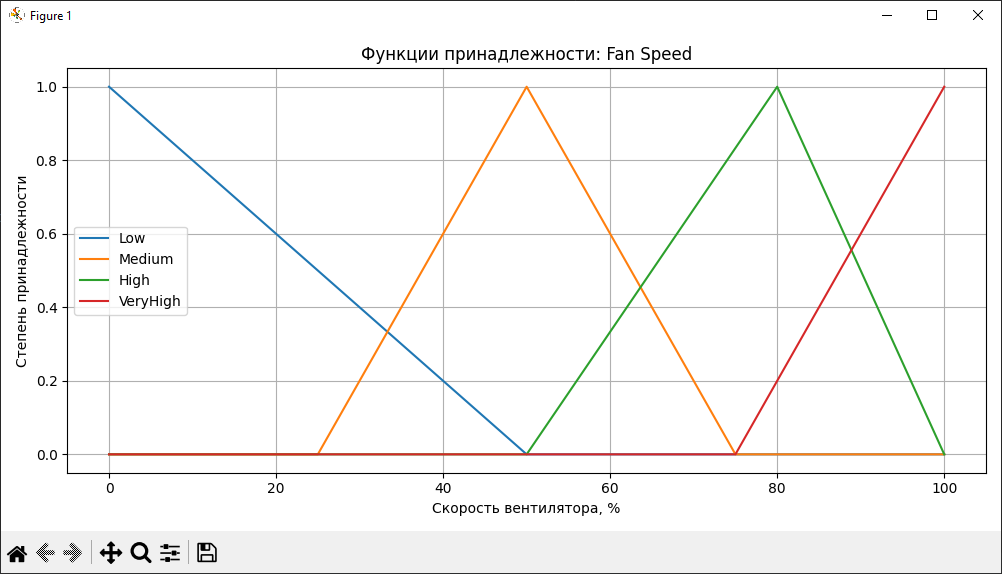 Figure 1
Функции принадлежности: Fan Speed
Степень принадлежности
1.0
0.8
0.6
0.4
0.2
0.0
Low
Medium
High
VeryHigh
0 20 40 60 80 100
Скорость вентилятора, %